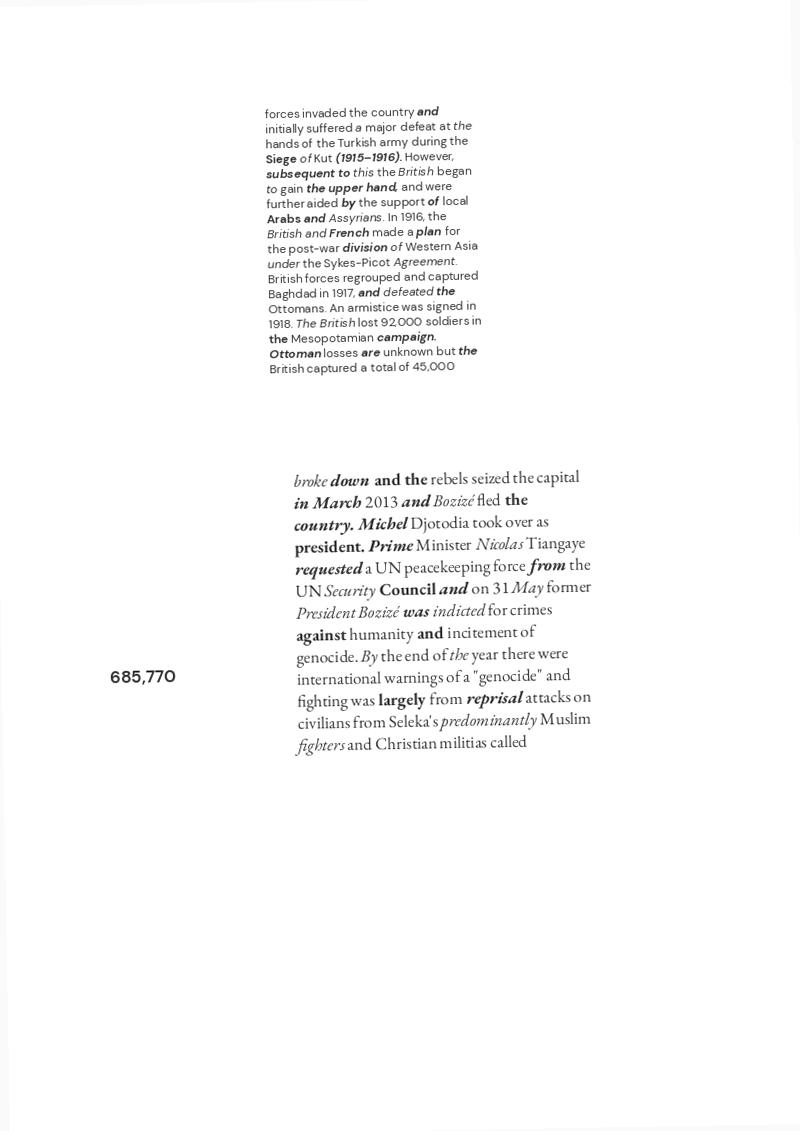 forces invaded the country and
initially suffered a major defeat at the
hands of the Turkish army during the
Siege of Kut (1915–1916). However,
subsequent to this the British began
to gain the upper hand, and were
further aided by the support of local
Arabs and Assyrians. In 1916, the
British and French made a plan for
the post-war division of Western Asia
under the Sykes-Picot Agreement.
British forces regrouped and captured
Baghdad in 1917, and defeated the
Ottomans. An armistice was signed in
1918. The British lost 92,000 soldiers in
the Mesopotamian campaign.
Ottoman losses are unknown but the
British captured a total of 45,000
broke down and the rebels seized the capital
in March 2013 and Bozizé fled the
country. Michel Djotodia took over as
president. Prime Minister Nicolas Tiangaye
requested a UN peacekeeping force from the
UN Security Council and on 31 May former
President Bozizé was indicted for crimes
against humanity and incitement of
genocide. By the end of the year there were
international warnings of a "genocide" and
fighting was largely from reprisal attacks on
civilians from Seleka's predominantly Muslim
fighters and Christian militias called
685,770